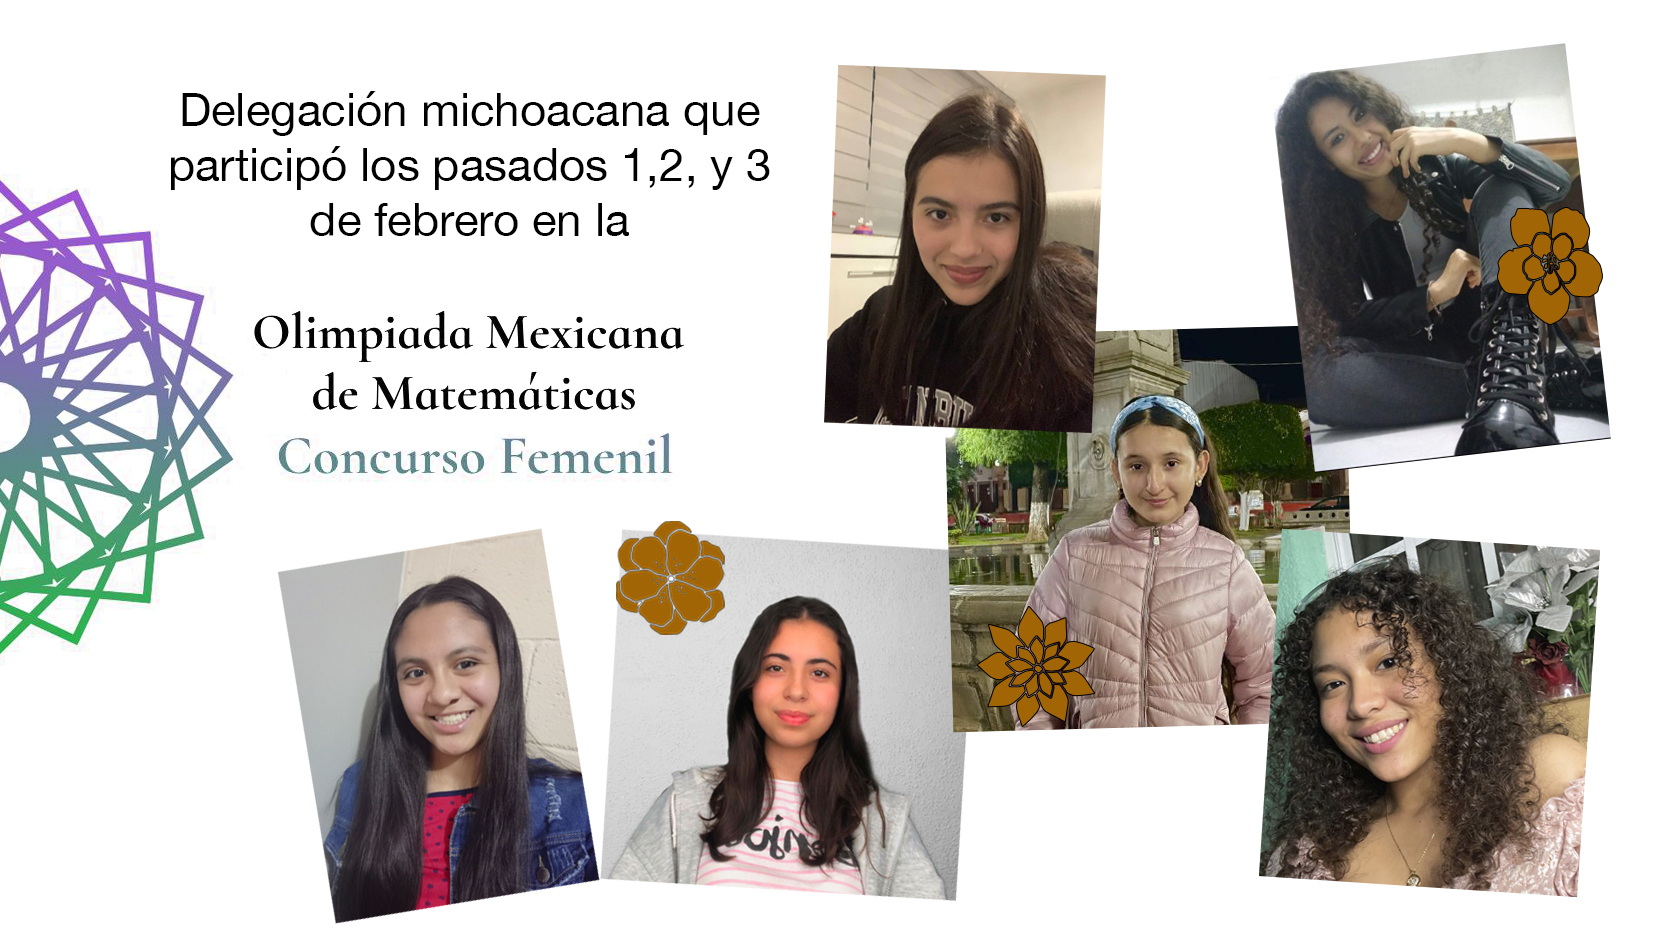 Delegación michoacana que
participó los pasados 1,2, y 3
de febrero en la
Olimpiada Mexicana
de Matemáticas
Concurso Femenil